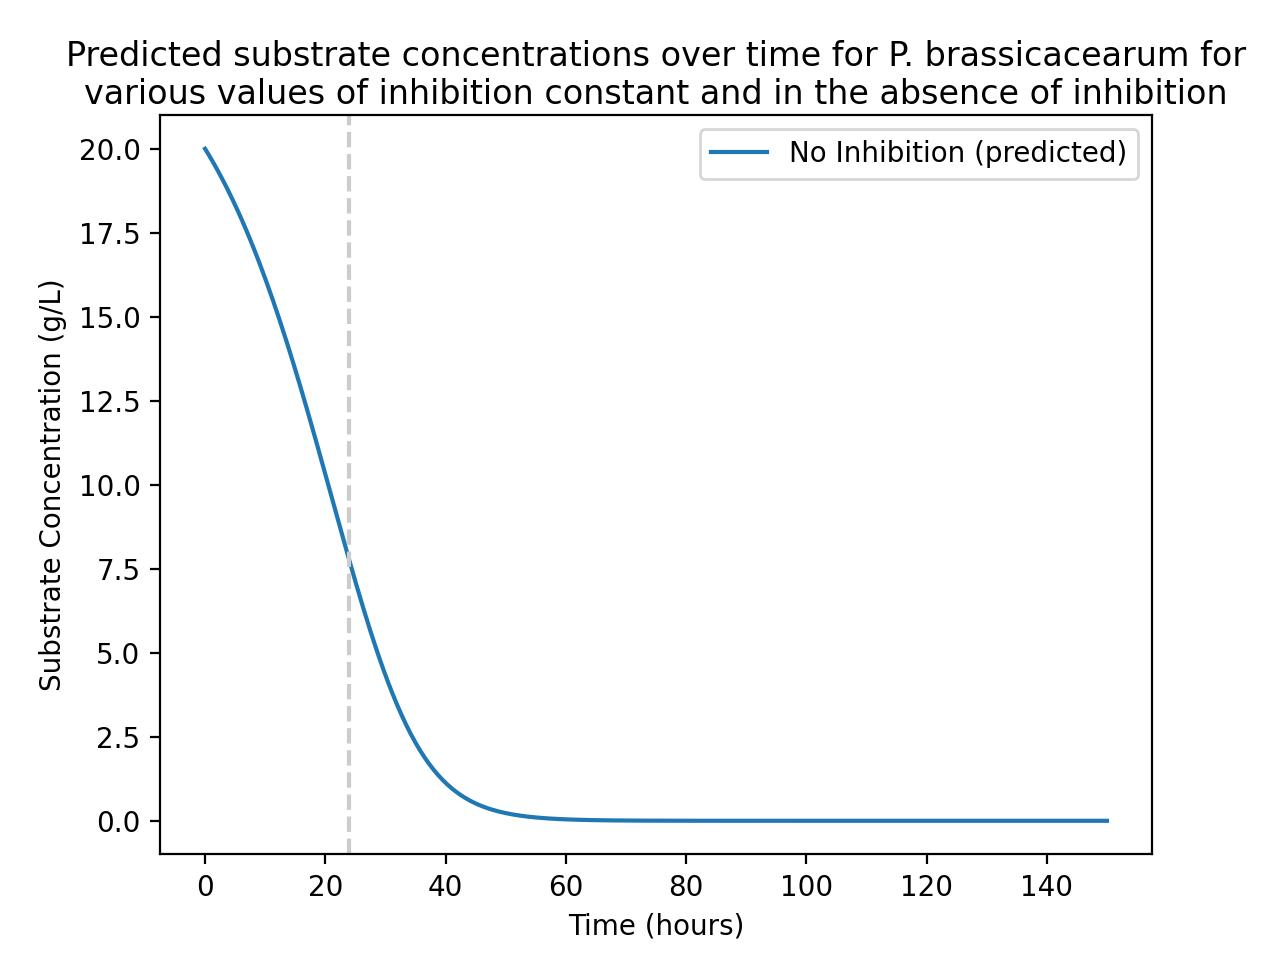 Predicted substrate concentrations over time for P. brassicacearum for
various values of inhibition constant and in the absence of inhibition
No Inhibition (predicted)
Substrate Concentration (g/L)
20.0
17.5
15.0
12.5
10.0
7.5
5.0
2.5
0.0
0 20 40 60 80 100 120 140
Time (hours)